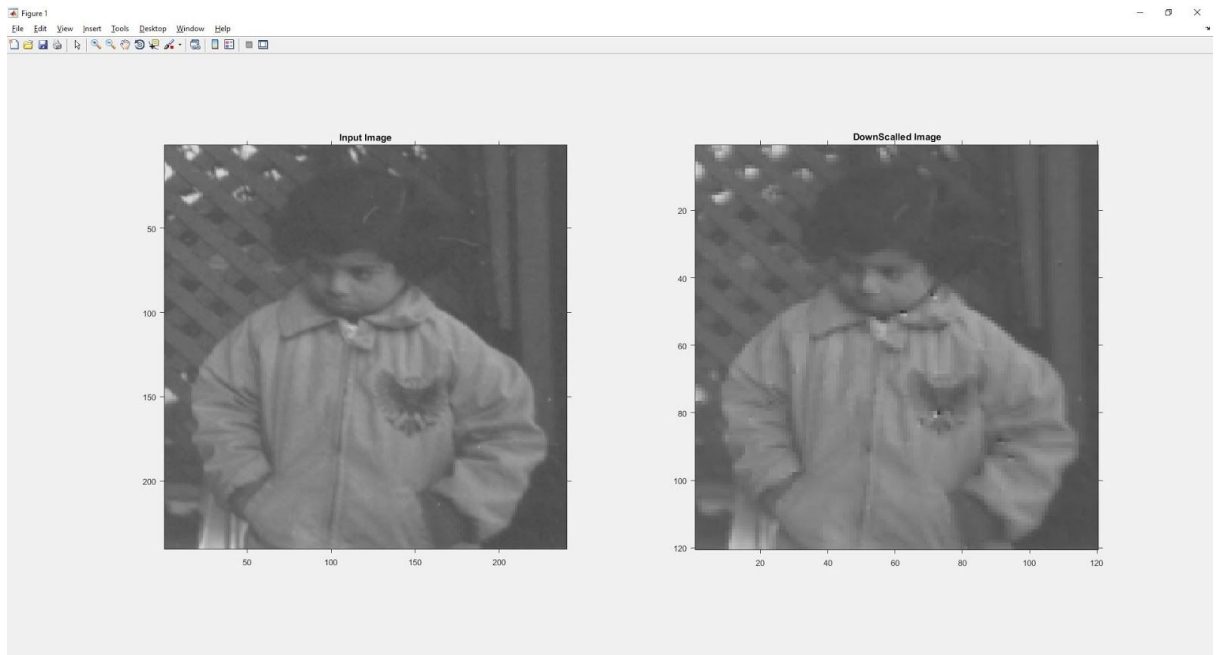 Figure 1
File Edit View Insert Tools Desktop Window Help
Input Image
50
100
150
200
50 100 150 200
DownScalled Image
20
40
60
80
100
120
20 40 60 80 100 120